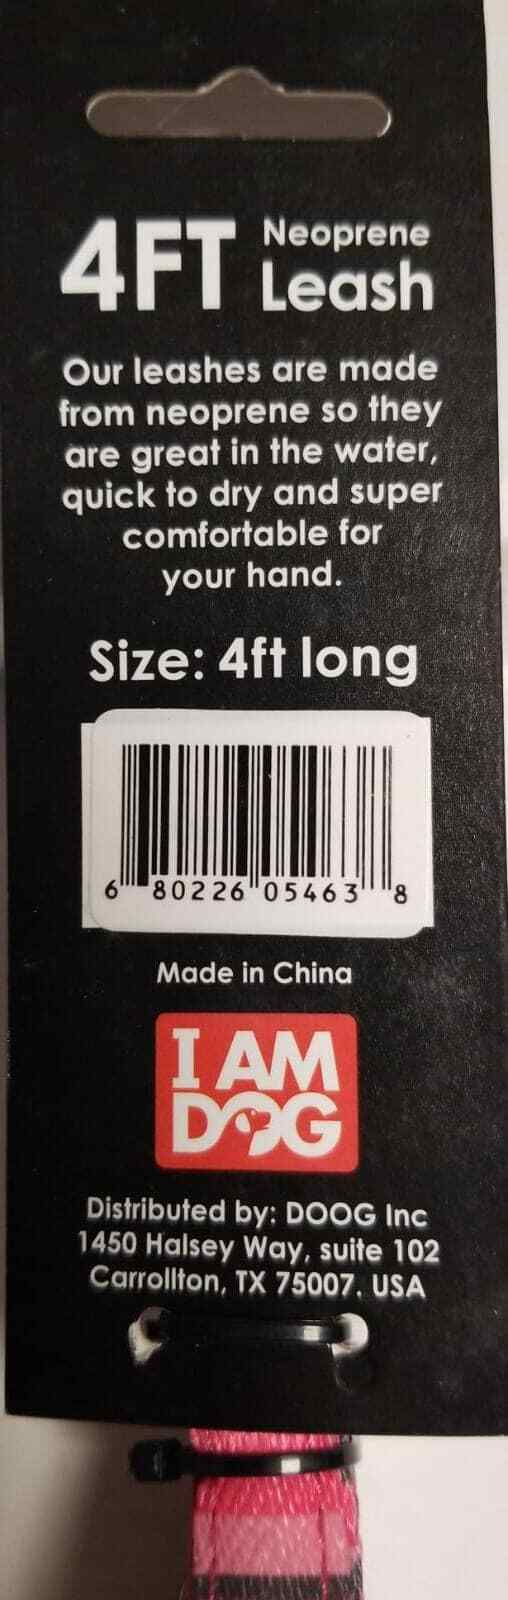 4FT Neoprene
Leash
Our leashes are made
from neoprene so they
are great in the water,
quick to dry and super
comfortable for
your hand.
Size: 4ft long
6 80226 05463 8
Made in China
I AM
DOG
Distributed by: DOOG Inc
1450 Halsey Way, suite 102
Carrollton, TX 75007. USA